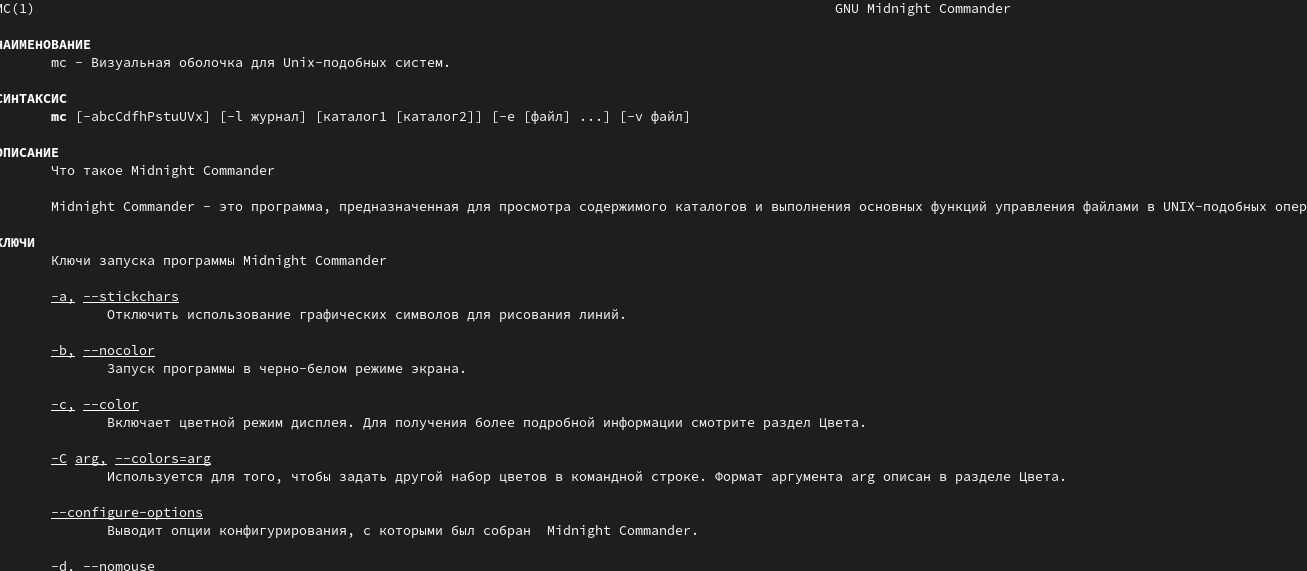 MC(1) GNU Midnight Commander
НАИМЕНОВАНИЕ
mc - Визуальная оболочка для Unix-подобных систем.
СИНТАКСИС
mc [-abcCdfhPstuUVx] [-l журнал] [каталог1 [каталог2]] [-e [файл] ...] [-v файл]
ОПИСАНИЕ
Что такое Midnight Commander
Midnight Commander - это программа, предназначенная для просмотра содержимого каталогов и выполнения основных функций управления файлами в UNIX-подобных опер
КЛЮЧИ
Ключи запуска программы Midnight Commander
-a, --stickchars
Отключить использование графических символов для рисования линий.
-b, --nocolor
Запуск программы в черно-белом режиме экрана.
-c, --color
Включает цветной режим дисплея. Для получения более подробной информации смотрите раздел Цвета.
-C arg, --colors=arg
Используется для того, чтобы задать другой набор цветов в командной строке. Формат аргумента arg описан в разделе Цвета.
--configure-options
Выводит опции конфигурирования, с которыми был собран  Midnight Commander.
-d, --nomouse